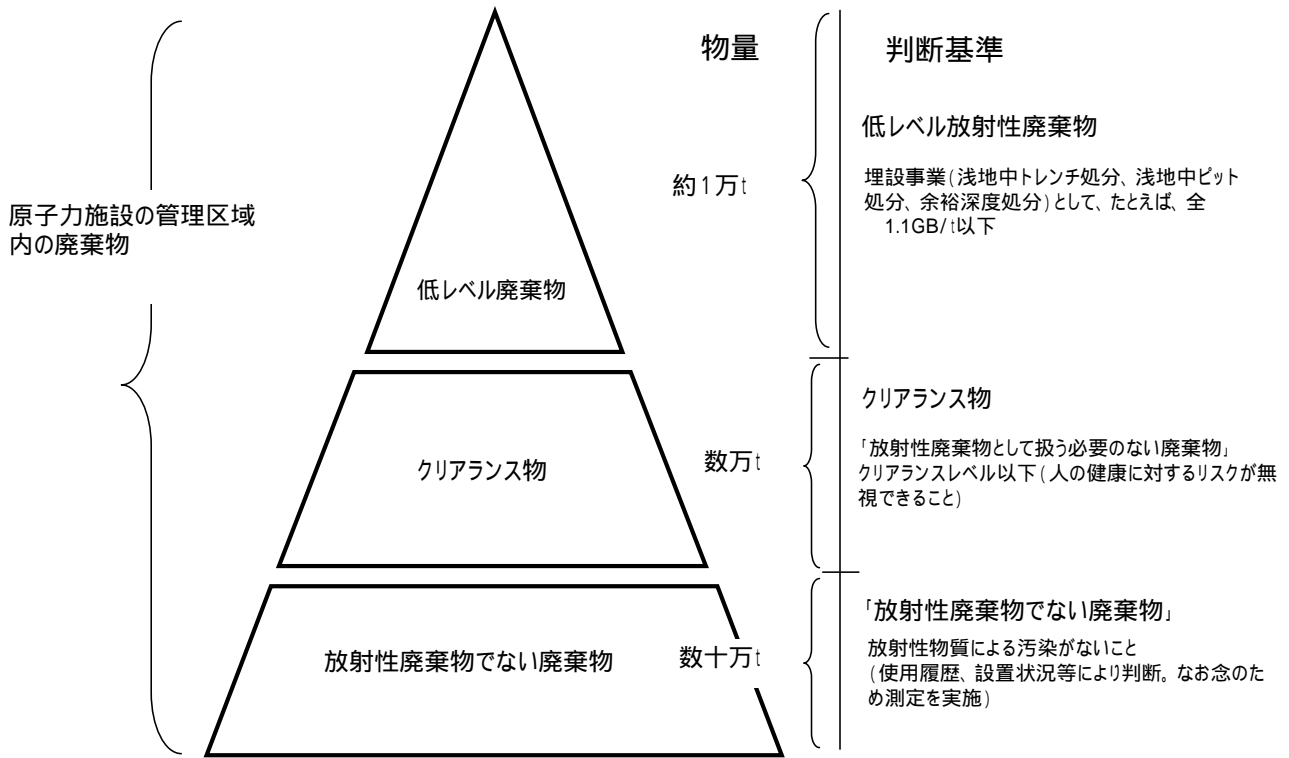 物量
判断基準
原子力施設の管理区域
内の廃棄物
低レベル廃棄物
約1万t
低レベル放射性廃棄物
埋設事業(浅地中トレンチ処分、浅地中ピット
処分、余裕深度処分)として、たとえば、全
1.1GB/t以下
クリアランス物
数万t
クリアランス物
「放射性廃棄物として扱う必要のない廃棄物」
クリアランスレベル以下(人の健康に対するリスクが無
視できること)
放射性廃棄物でない廃棄物
数十万t
「放射性廃棄物でない廃棄物」
放射性物質による汚染がないこと
(使用履歴、設置状況等により判断。なお念のた
め測定を実施)